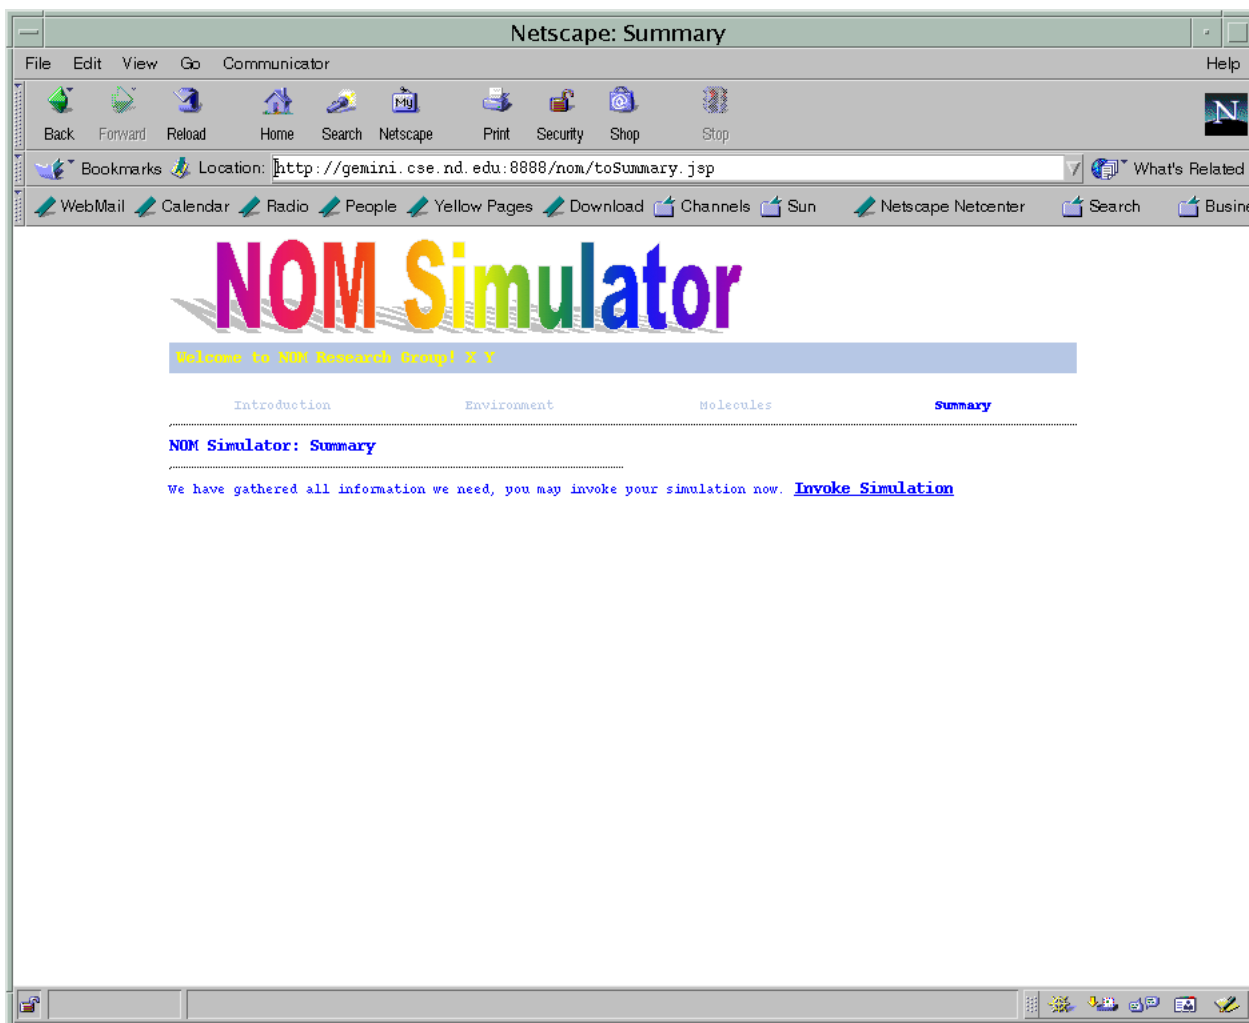 Netscape: Summary
File Edit View Go Communicator Help
Back Forward Reload Home Search Netscape Print Security Shop Stop
My
N
Bookmarks Location: http://gemini.cse.nd.edu:8888/nom/toSummary.jsp What's Related
WebMail Calendar Radio People Yellow Pages Download Channels Sun Netscape Netcenter Search Busine
NOM Simulator
Welcome to NOM Research Group! X Y
Introduction Environment Molecules Summary
NOM Simulator: Summary
We have gathered all information we need, you may invoke your simulation now. Invoke Simulation